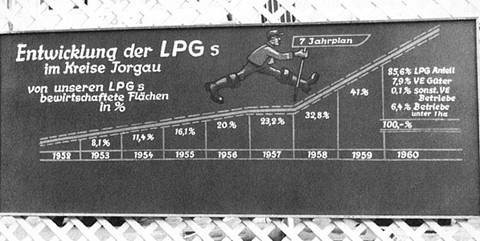 Entwicklung der LPG s
im Kreise Jorgau
von unseren LPG s
bewirtschaftete Flächen
in %
7 Jahrplan
85,6% LPG Anteil
7,9% VE Güter
0,1% sonst. VE
Betriebe
6,4% Betriebe
unter 1ha
100,-%
8,1% 11,4% 16,1% 20% 23,2% 32,8% 41%
1952 1953 1954 1955 1956 1957 1958 1959 1960